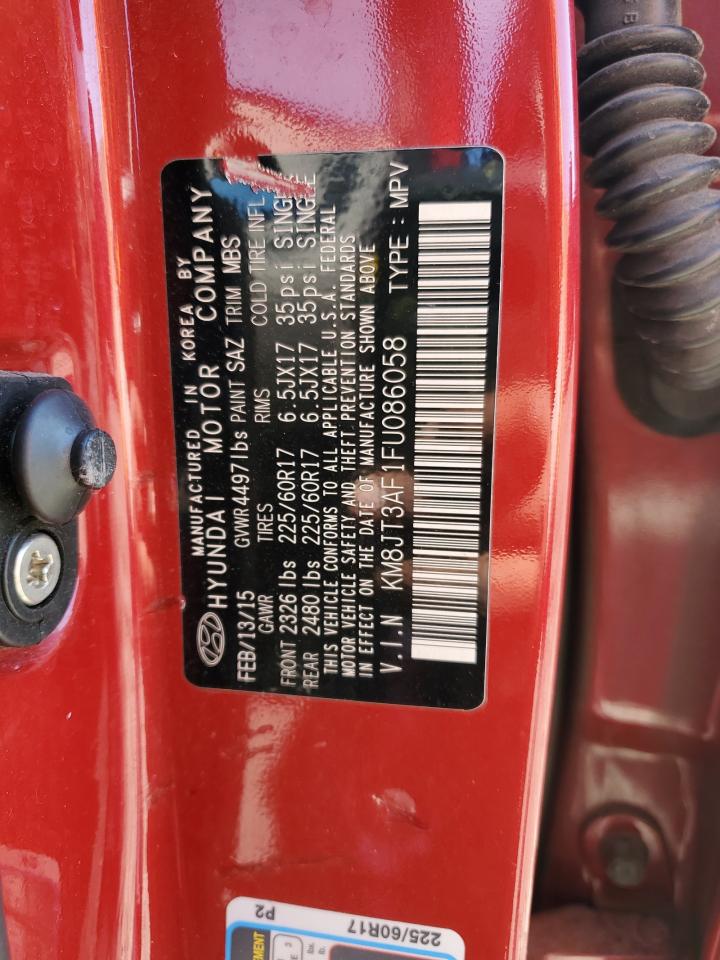 MANUFACTURED IN KOREA BY
HYUNDAI MOTOR COMPANY
FEB/13/15 GVWR 4497 lbs PAINT SAZ TRIM MBS
GAWR TIRES RIMS COLD TIRE INFL
FRONT 2326 lbs 225/60R17 6.5JX17 35psi SINGLE
REAR 2480 lbs 225/60R17 6.5JX17 35psi SINGLE
THIS VEHICLE CONFORMS TO ALL APPLICABLE U.S.A. FEDERAL
MOTOR VEHICLE SAFETY AND THEFT PREVENTION STANDARDS
IN EFFECT ON THE DATE OF MANUFACTURE SHOWN ABOVE
V.I.N KM8JT3AF1FU086058 TYPE : MPV
P2
225/60R17